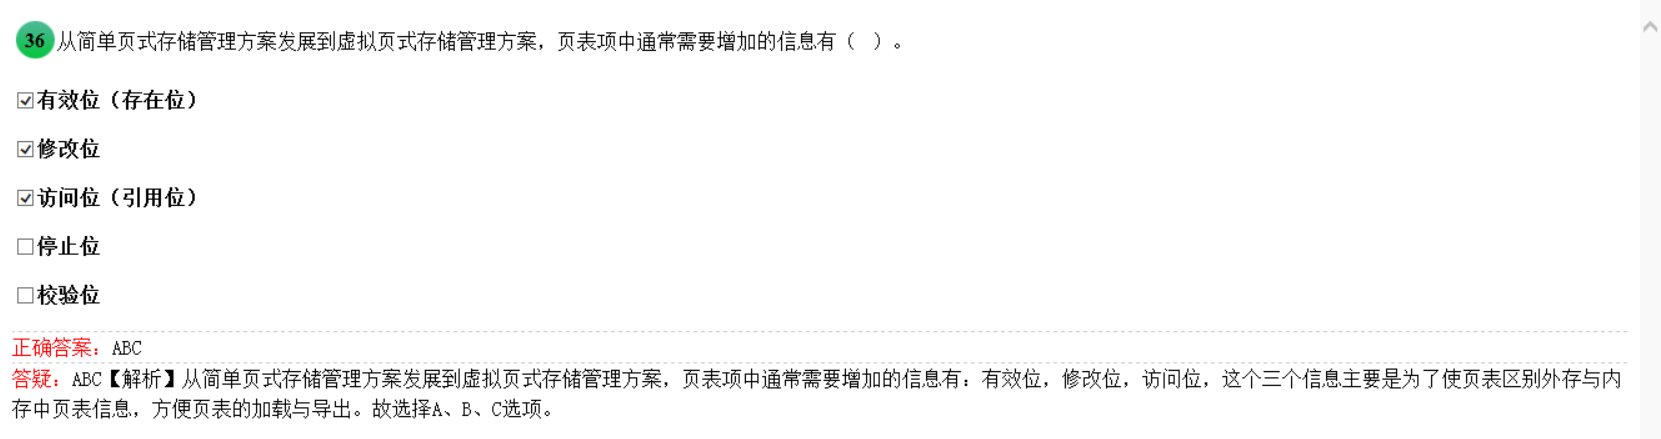 36 从简单页式存储管理方案发展到虚拟页式存储管理方案，页表项中通常需要增加的信息有（ ）。
有效位（存在位）
修改位
访问位（引用位）
停止位
校验位
正确答案：ABC
答疑：ABC【解析】从简单页式存储管理方案发展到虚拟页式存储管理方案，页表项中通常需要增加的信息有：有效位，修改位，访问位，这个三个信息主要是为了使页表区别外存与内
存中页表信息，方便页表的加载与导出。故选择A、B、C选项。